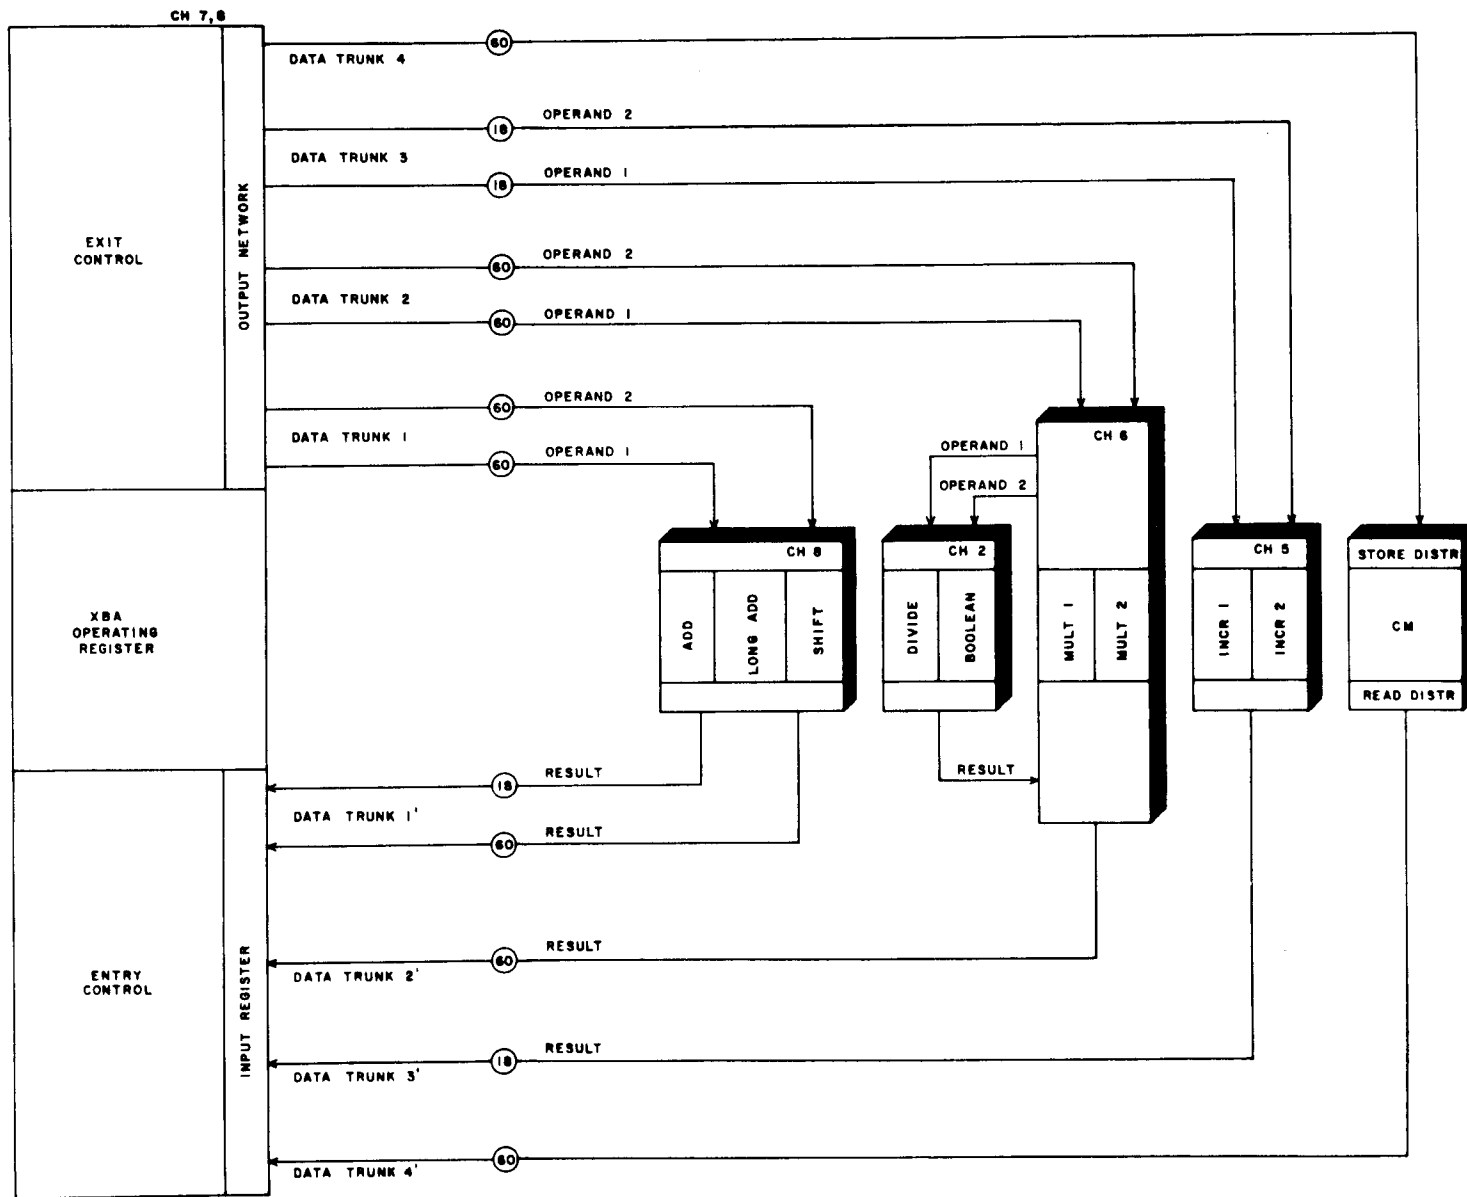 CH 7,8
EXIT
CONTROL
OUTPUT NETWORK
XBA
OPERATING
REGISTER
ENTRY
CONTROL
INPUT REGISTER
60
DATA TRUNK 4
18
OPERAND 2
DATA TRUNK 3
18
OPERAND 1
60
OPERAND 2
DATA TRUNK 2
60
OPERAND 1
60
OPERAND 2
DATA TRUNK 1
60
OPERAND 1
CH 8
ADD
LONG ADD
SHIFT
OPERAND 1
OPERAND 2
CH 2
DIVIDE
BOOLEAN
RESULT
CH 6
MULT 1
MULT 2
CH 5
INCR 1
INCR 2
STORE DISTR
CM
READ DISTR
18
RESULT
DATA TRUNK 1'
60
RESULT
60
RESULT
DATA TRUNK 2'
18
RESULT
DATA TRUNK 3'
60
DATA TRUNK 4'